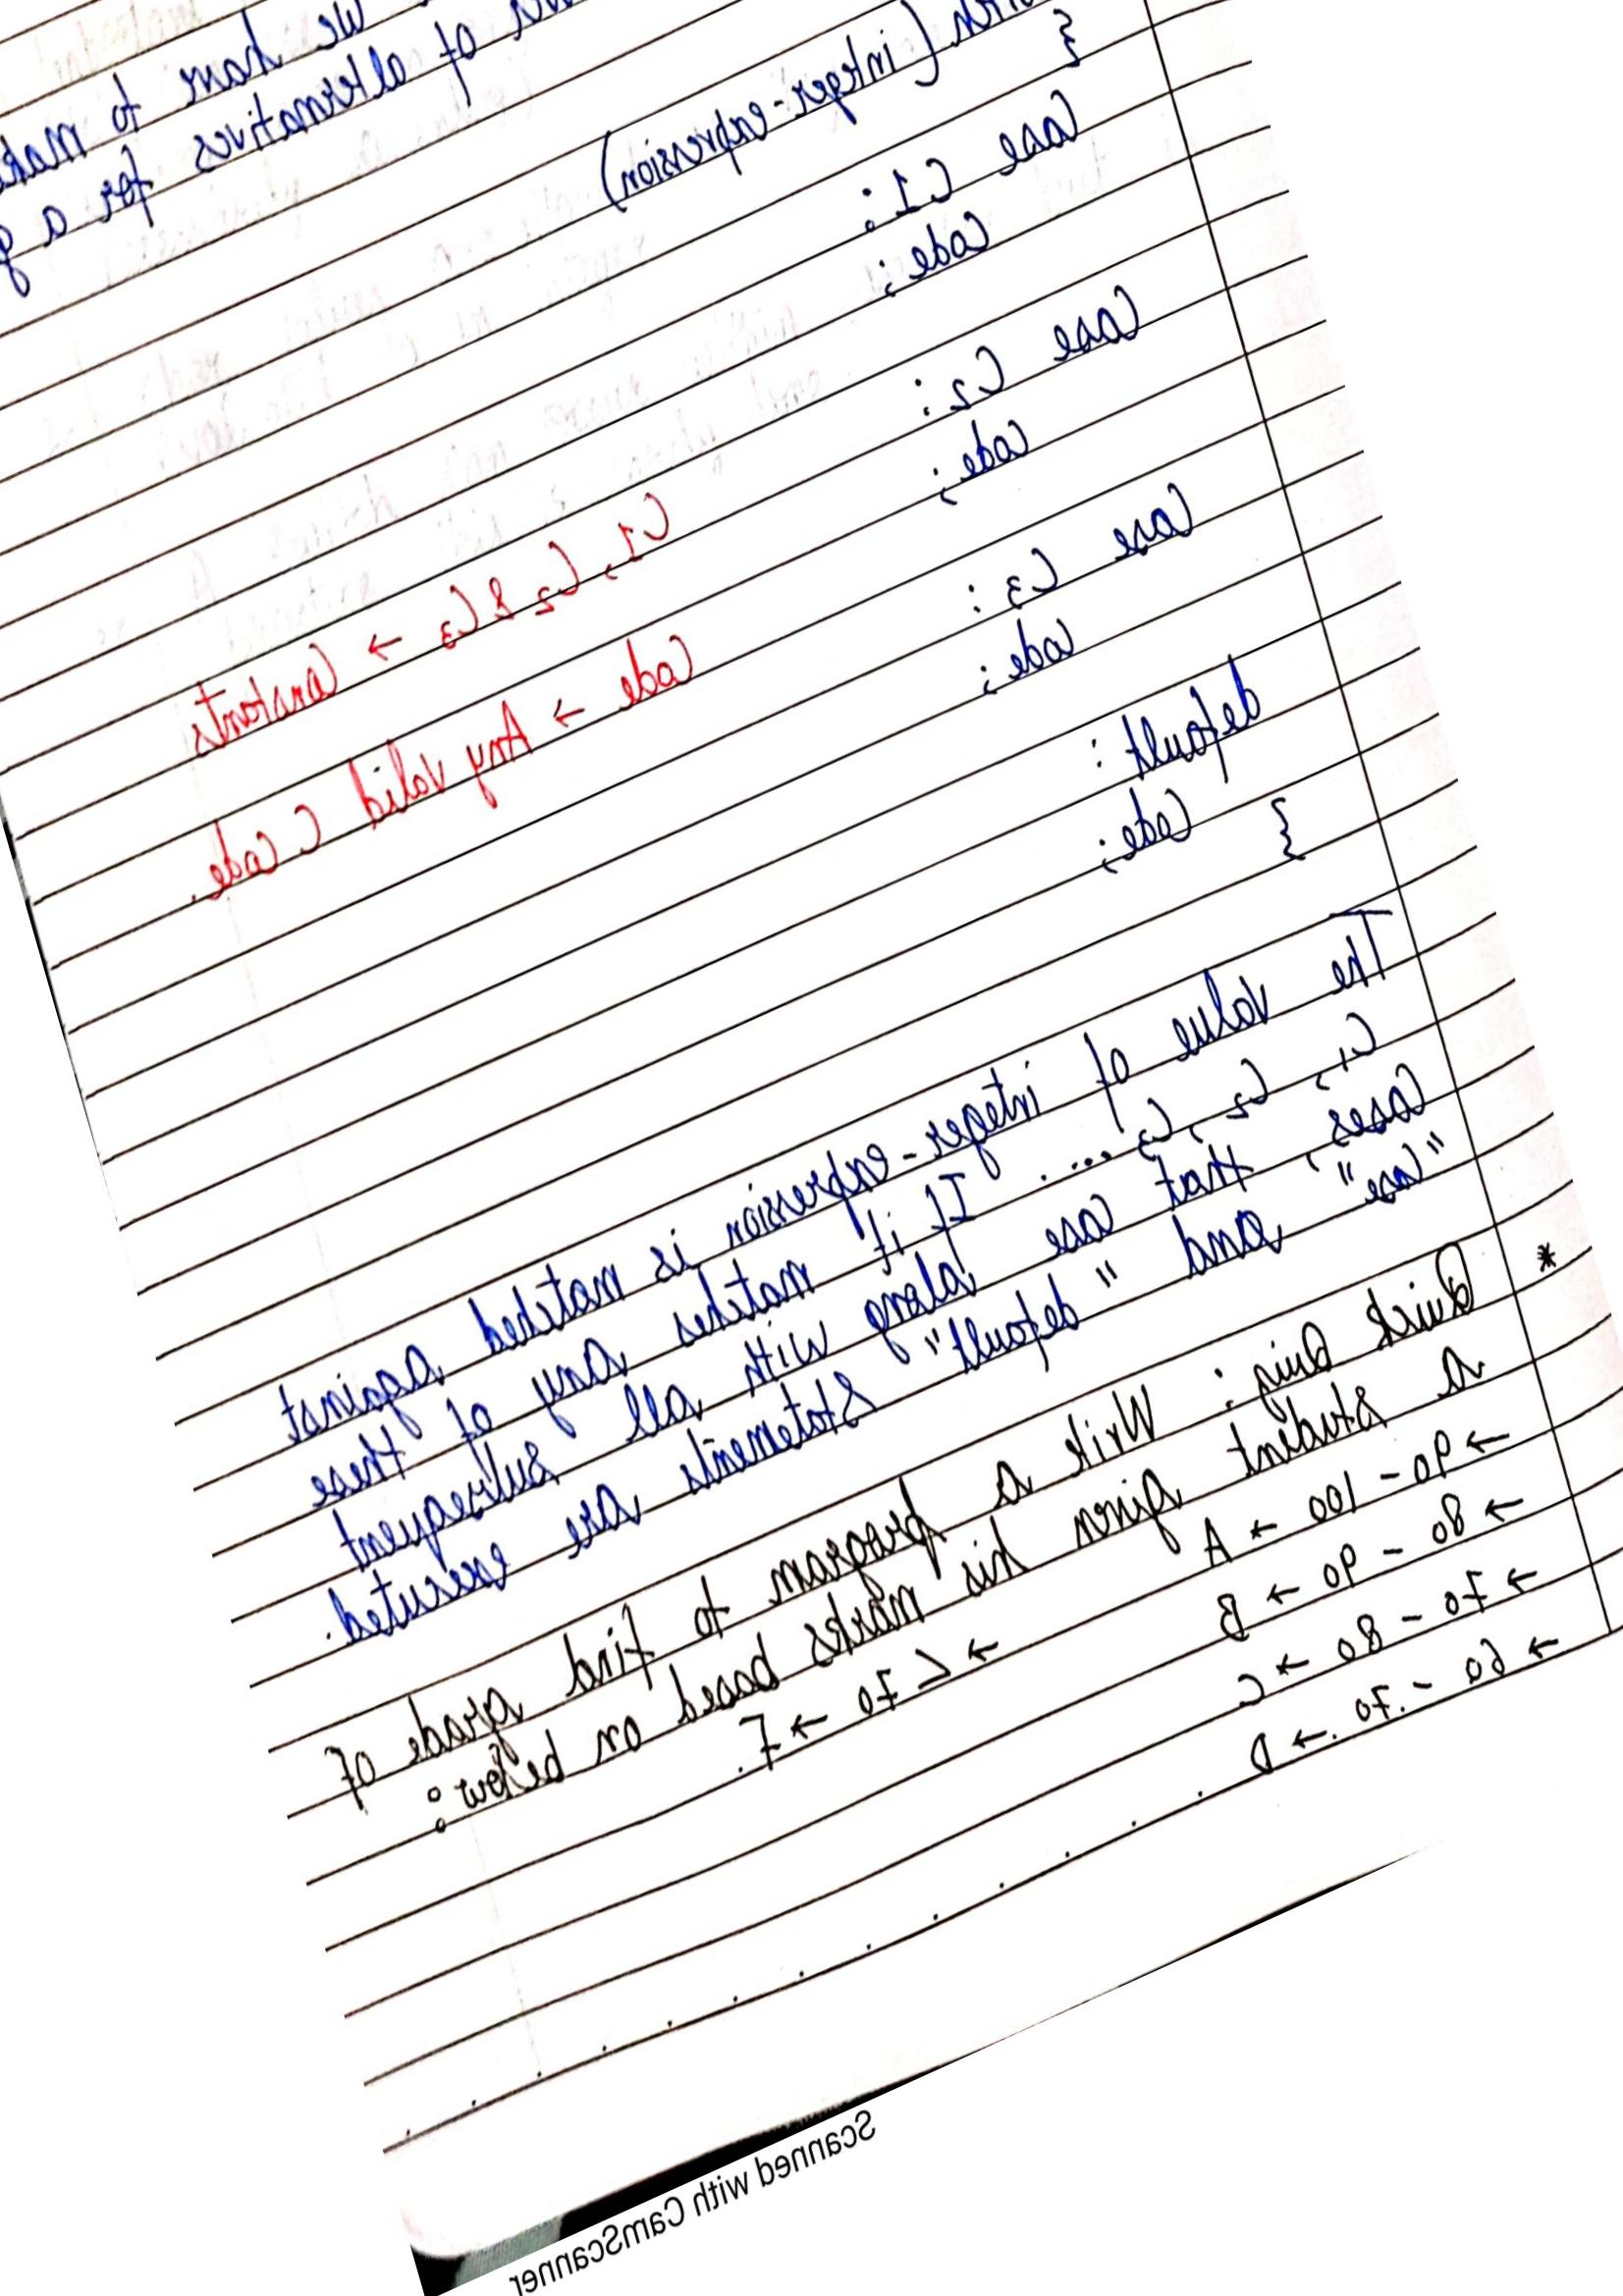 We have to make
of alternatives for a
(integer-expression)
{
Case C1 :
Code ;
Case C2 :
Code ;
Case C3 :
Code ;
default :
Code ;
}
C1, C2 & C3 → Constants
Code → Any valid C code.
The value of integer-expression is matched against
C1, C2, C3 .... If it matches any of these
cases, that case along with all subsequent
"case" and "default" statements are executed.
* Quick Quiz : Write a program to find grade of
a student given his marks based on below :
→ 90 - 100 → A
→ 80 - 90 → B
→ 70 - 80 → C
→ 60 - 70 → D
→ < 70 → F.
Scanned with CamScanner